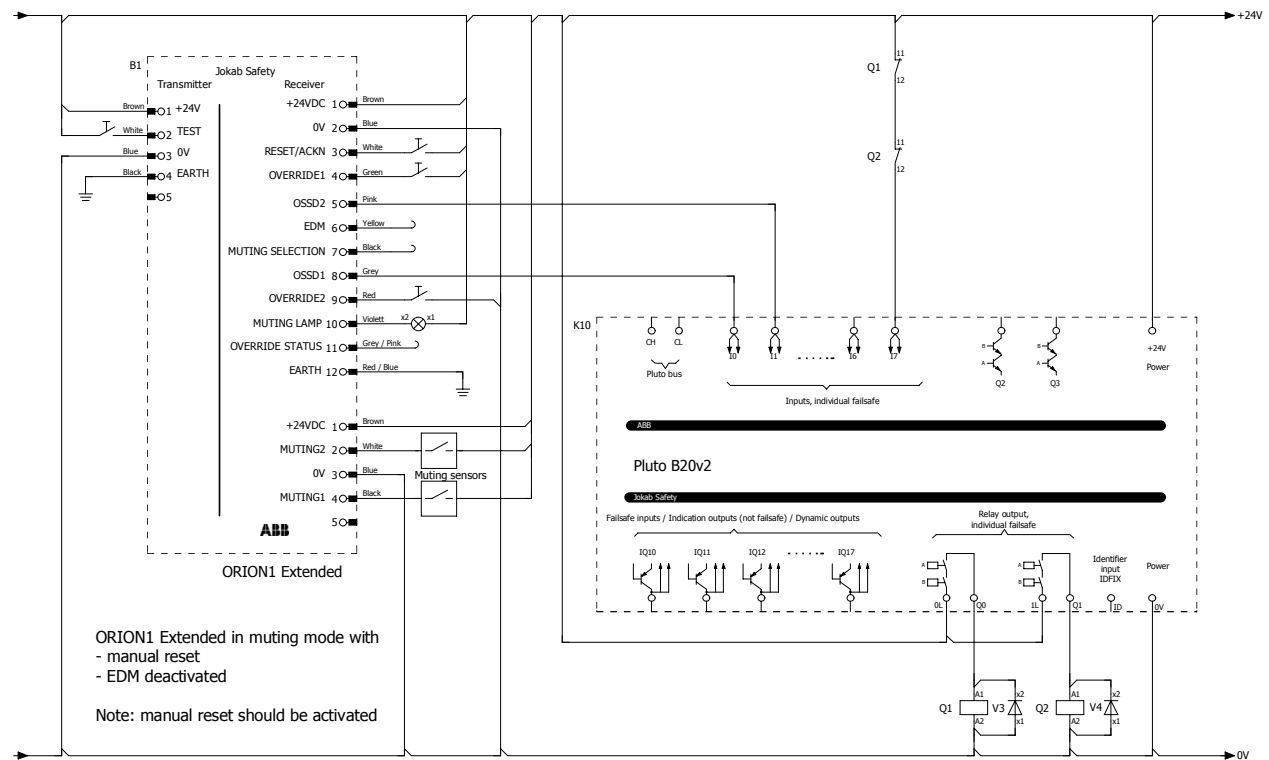 +24V
B1
Jokab Safety
Transmitter
Receiver
Brown 1 +24V
White 2 TEST
Blue 3 0V
Black 4 EARTH
5
+24VDC 1 Brown
0V 2 Blue
RESET/ACKN 3 White
OVERRIDE1 4 Green
OSSD2 5 Pink
EDM 6 Yellow
MUTING SELECTION 7 Black
OSSD1 8 Grey
OVERRIDE2 9 Red
MUTING LAMP 10 Violett x2 x1
OVERRIDE STATUS 11 Grey / Pink
EARTH 12 Red / Blue
+24VDC 1 Brown
MUTING2 2 White
0V 3 Blue
Muting sensors
MUTING1 4 Black
5
ABB
ORION1 Extended
ORION1 Extended in muting mode with
- manual reset
- EDM deactivated
Note: manual reset should be activated
11
Q1
12
11
Q2
12
K10
CH CL
Pluto bus
I0 I1 ...... I6 I7
Inputs, individual failsafe
B B
A A
Q2 Q3
+24V
Power
ABB
Pluto B20v2
Jokab Safety
Failsafe inputs / Indication outputs (not failsafe) / Dynamic outputs
IQ10 IQ11 IQ12 ...... IQ17
Relay output,
individual failsafe
A A
B B
0L Q0 1L Q1
Identifier
input
IDFIX
ID
Power
0V
A1 x2 A1 x2
Q1 V3 Q2 V4
A2 x1 A2 x1
0V